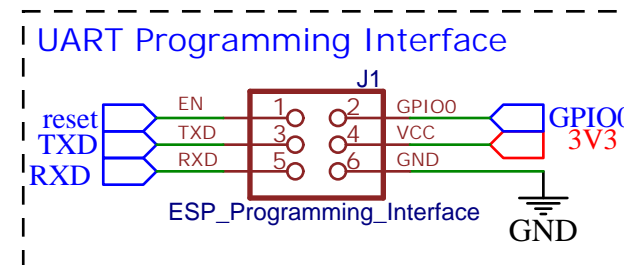 UART Programming Interface
J1
reset EN 1 2 GPIO0 GPIO0
TXD TXD 3 4 VCC 3V3
RXD RXD 5 6 GND
ESP_Programming_Interface
GND